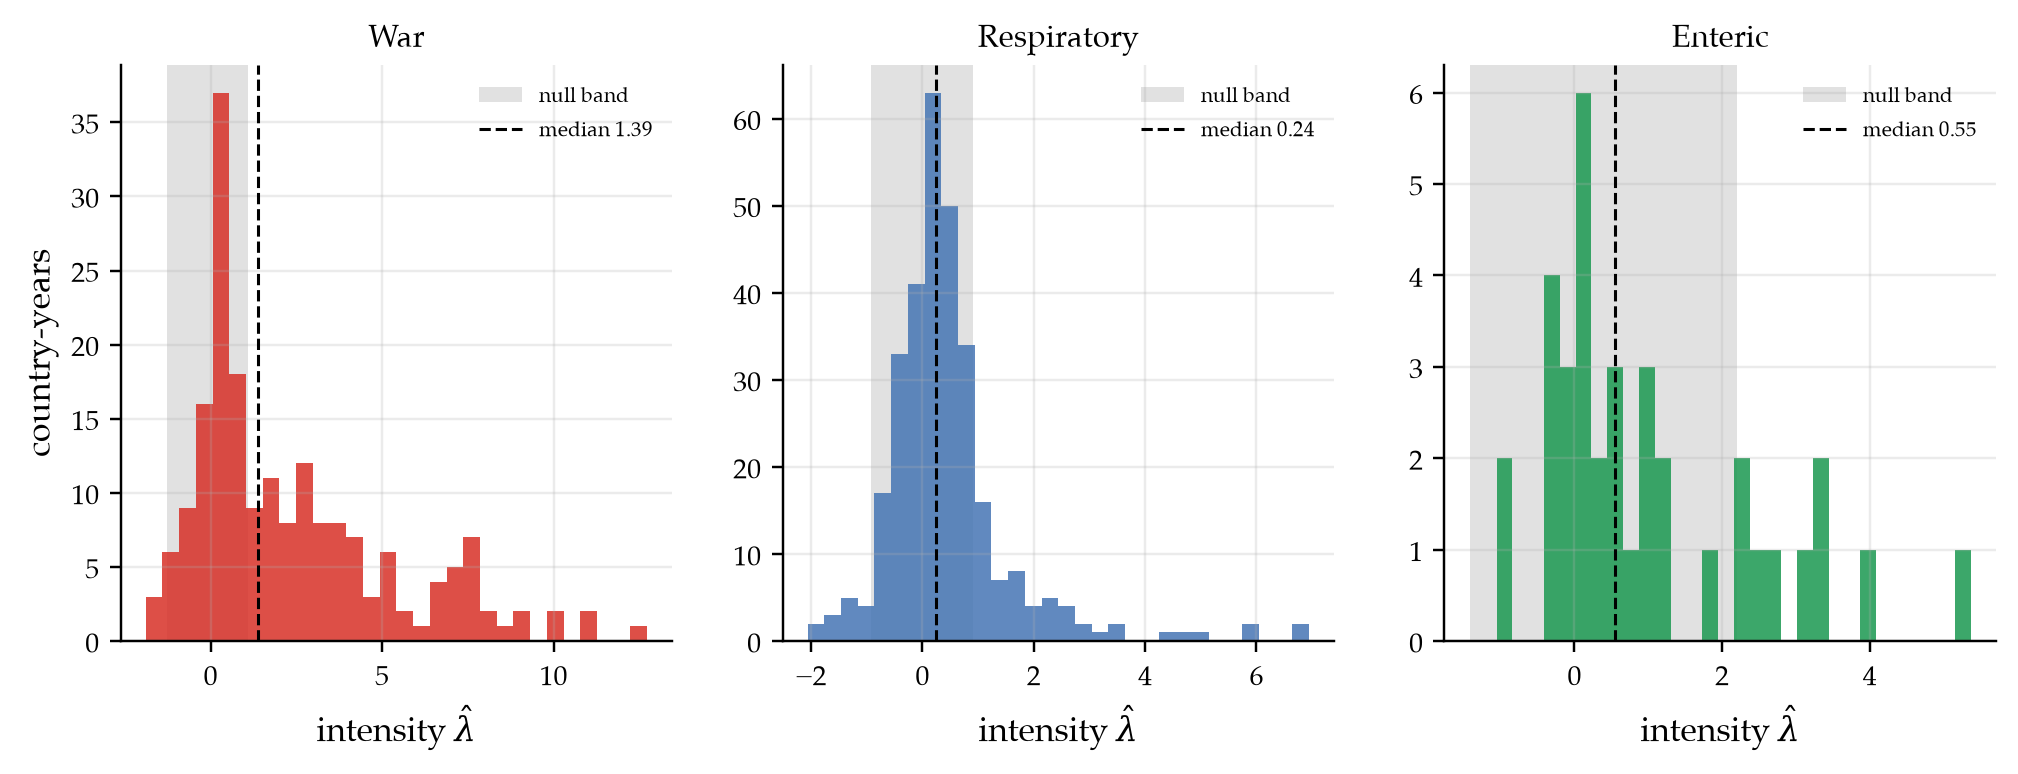 War
null band
median 1.39
country-years
35
30
25
20
15
10
5
0
0 5 10
intensity λ̂
Respiratory
null band
median 0.24
60
50
40
30
20
10
0
−2 0 2 4 6
intensity λ̂
Enteric
null band
median 0.55
6
5
4
3
2
1
0
0 2 4
intensity λ̂